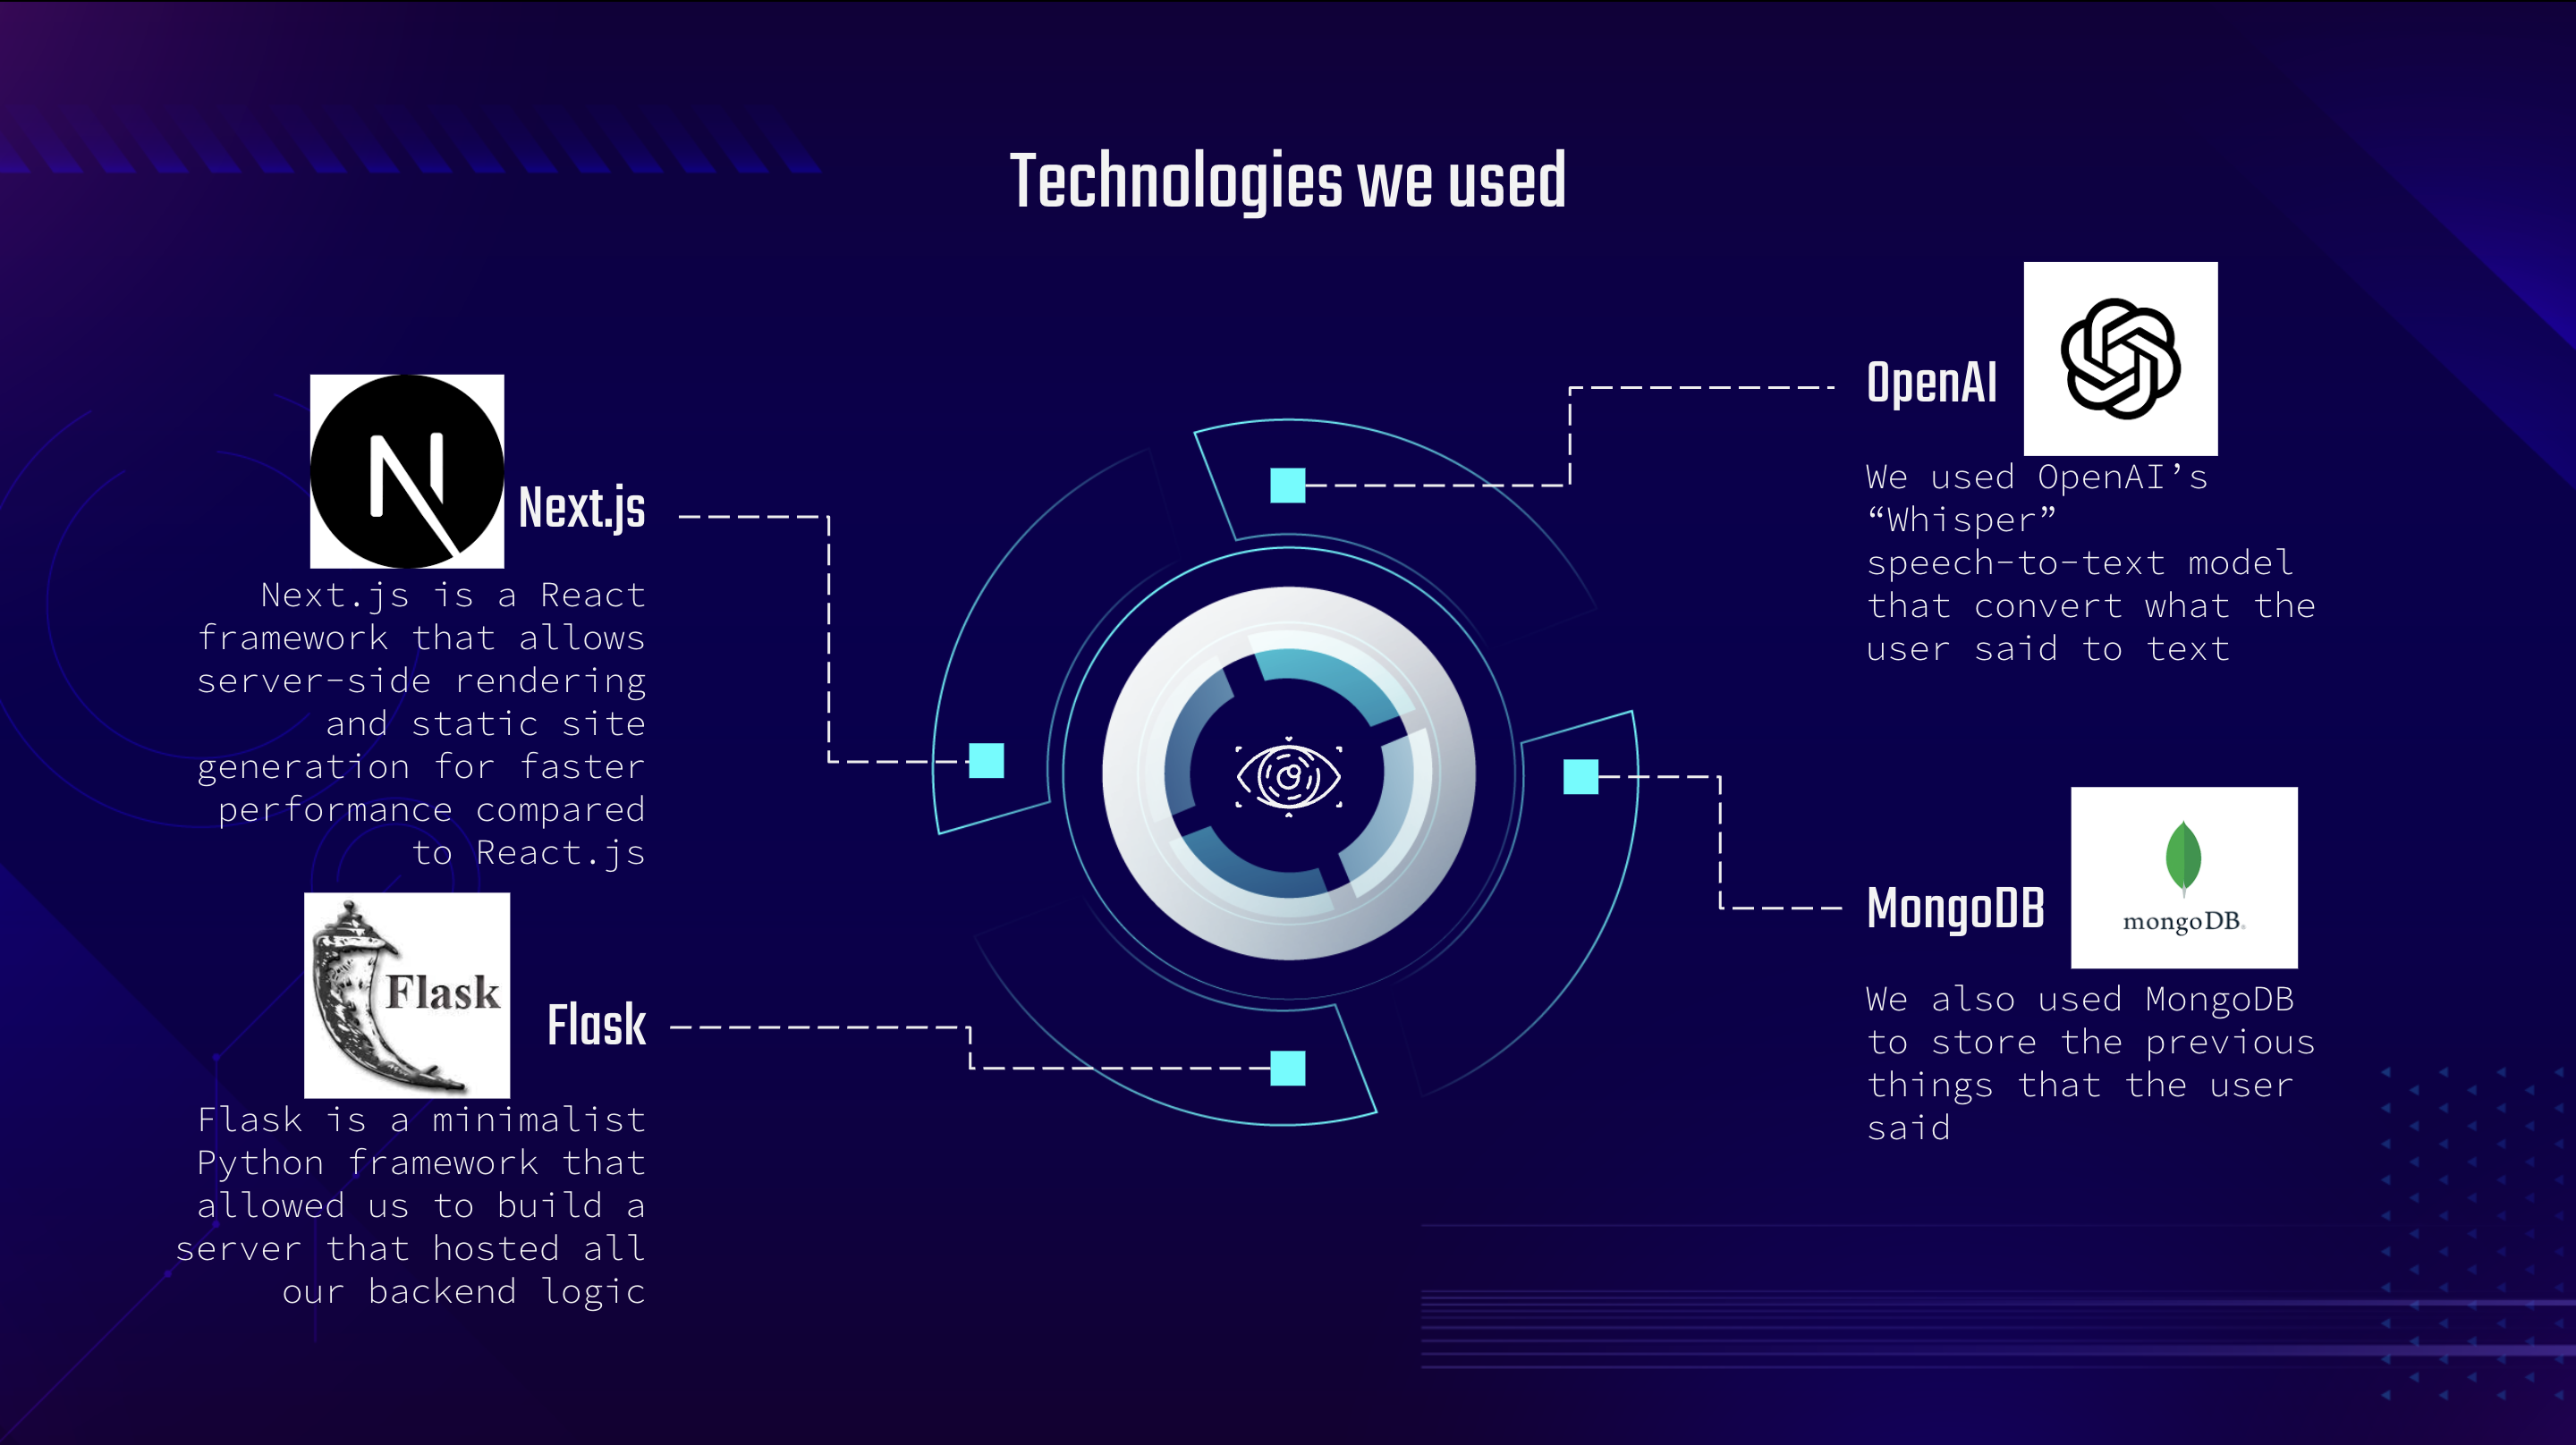 Technologies we used
Next.js
Next.js is a React
framework that allows
server-side rendering
and static site
generation for faster
performance compared
to React.js
Flask
Flask
Flask is a minimalist
Python framework that
allowed us to build a
server that hosted all
our backend logic
OpenAI
We used OpenAI’s
“Whisper”
speech-to-text model
that convert what the
user said to text
MongoDB
mongoDB.
We also used MongoDB
to store the previous
things that the user
said